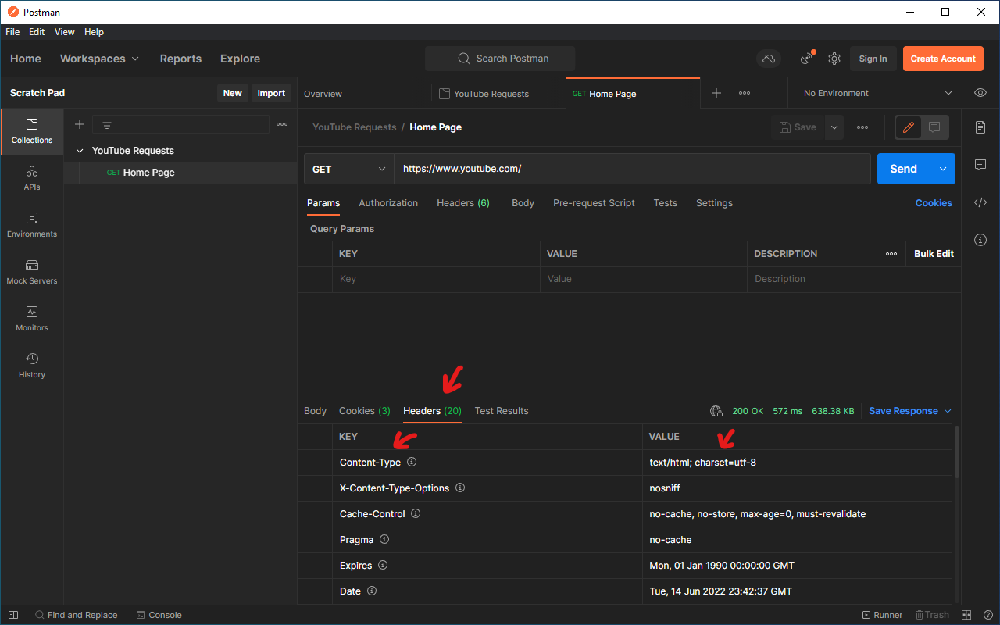 Postman
File Edit View Help
Home Workspaces Reports Explore Search Postman Sign In Create Account
Scratch Pad New Import
Overview YouTube Requests GET Home Page No Environment
Collections
APIs
Environments
Mock Servers
Monitors
History
YouTube Requests
GET Home Page
YouTube Requests / Home Page Save
GET https://www.youtube.com/ Send
Params Authorization Headers (6) Body Pre-request Script Tests Settings Cookies
Query Params
KEY VALUE DESCRIPTION Bulk Edit
Key Value Description
Body Cookies (3) Headers (20) Test Results 200 OK 572 ms 638.38 KB Save Response
KEY VALUE
Content-Type text/html; charset=utf-8
X-Content-Type-Options nosniff
Cache-Control no-cache, no-store, max-age=0, must-revalidate
Pragma no-cache
Expires Mon, 01 Jan 1990 00:00:00 GMT
Date Tue, 14 Jun 2022 23:42:37 GMT
Find and Replace Console Runner Trash